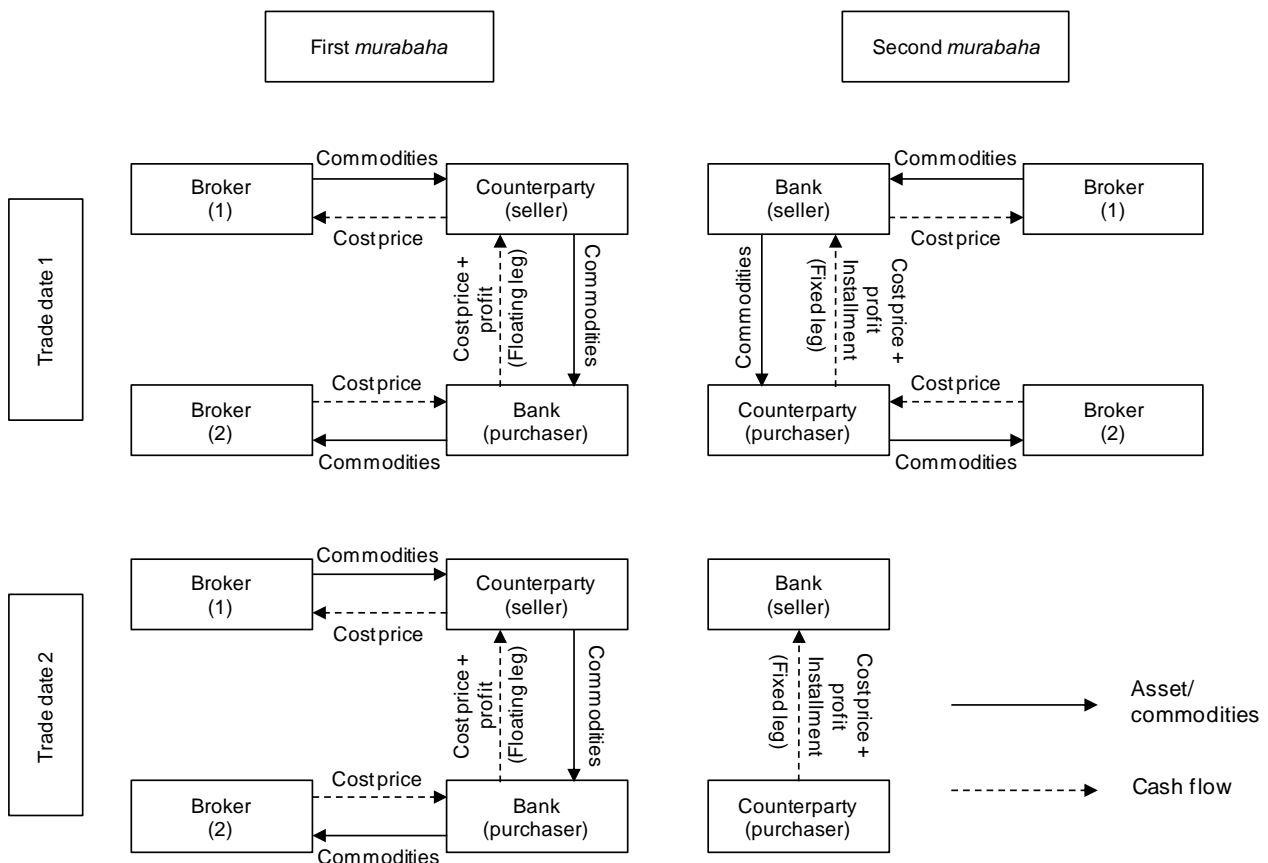 First murabaha
Second murabaha
Trade date 1
Broker
(1)
Commodities
Cost price
Counterparty
(seller)
Cost price +
profit
(Floating leg)
Commodities
Broker
(2)
Cost price
Commodities
Bank
(purchaser)
Bank
(seller)
Commodities
Cost price
Broker
(1)
Commodities
Cost price +
profit
Installment
(Fixed leg)
Counterparty
(purchaser)
Cost price
Commodities
Broker
(2)
Trade date 2
Broker
(1)
Commodities
Cost price
Counterparty
(seller)
Cost price +
profit
(Floating leg)
Commodities
Broker
(2)
Cost price
Commodities
Bank
(purchaser)
Bank
(seller)
Cost price +
profit
Installment
(Fixed leg)
Counterparty
(purchaser)
Asset/
commodities
Cash flow